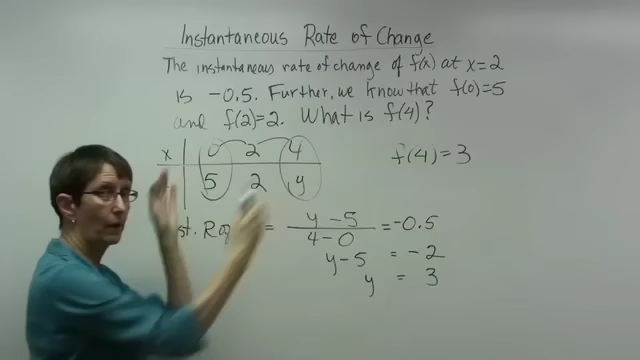 Instantaneous Rate of Change
The instantaneous rate of change of f(x) at x=2
is -0.5. Further, we know that f(0)=5
and f(2)=2. What is f(4)?
x 0 2 4
5 2 y
f(4)=3
y-5 / 4-0 = -0.5
y-5 = -2
y = 3